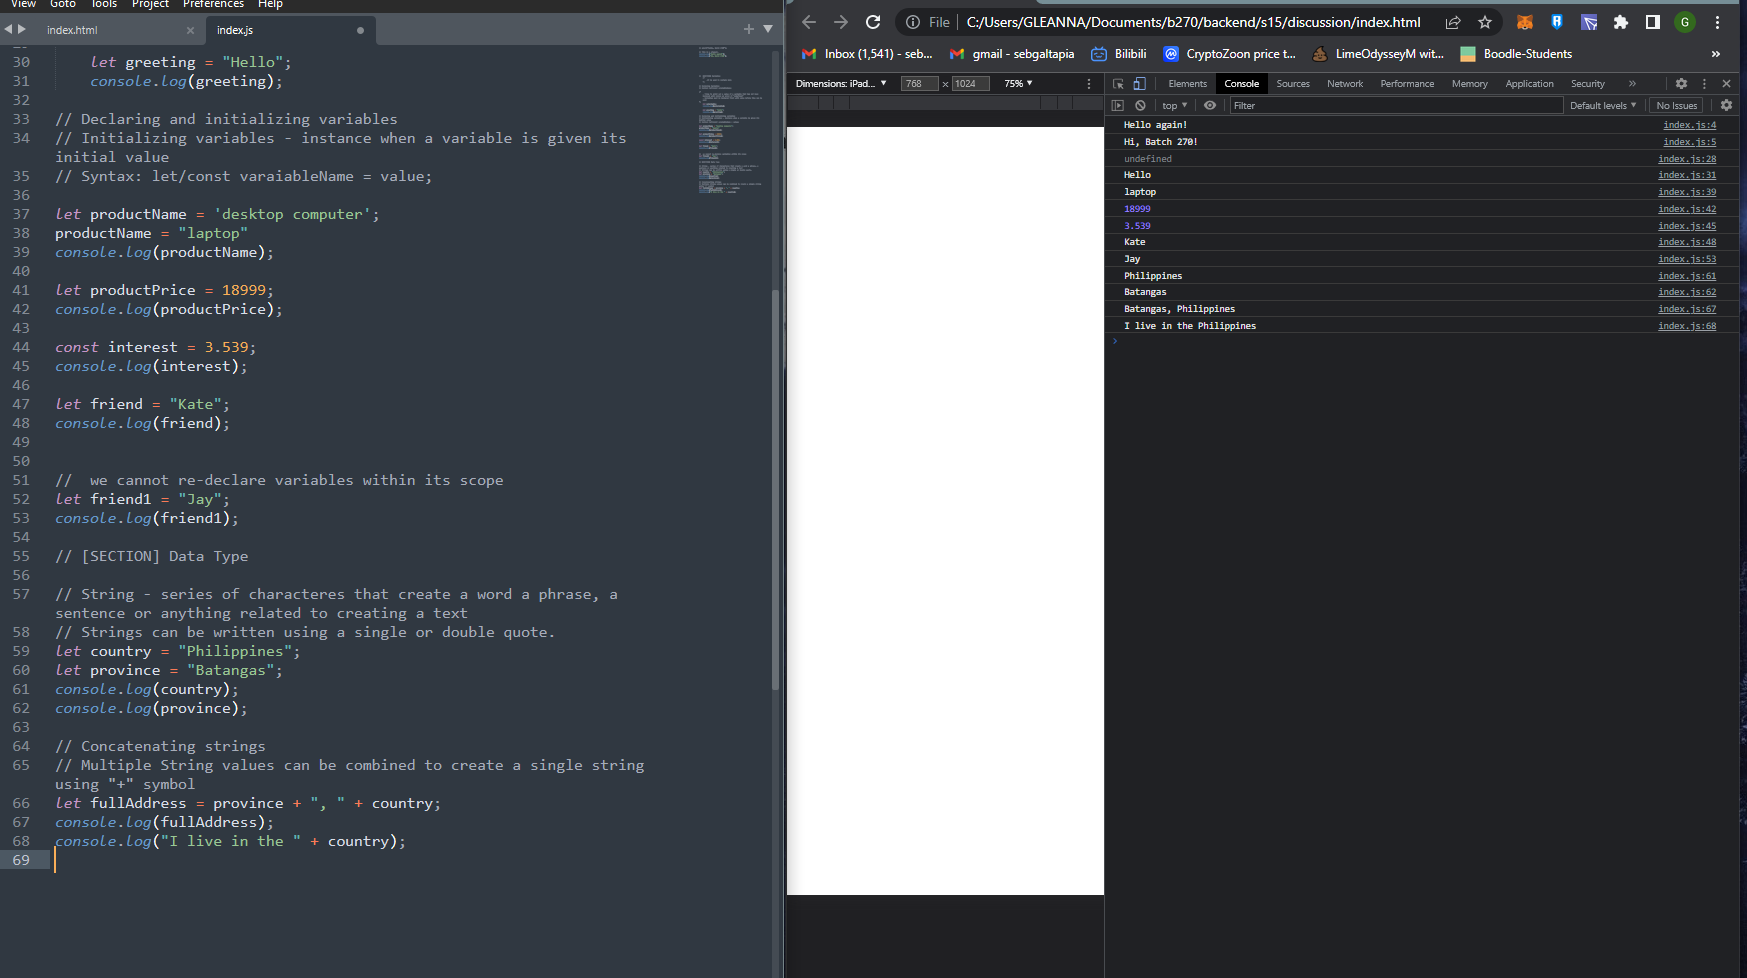 View Goto Tools Project Preferences Help
index.html × index.js
30 let greeting = "Hello";
31 console.log(greeting);
32
33 // Declaring and initializing variables
34 // Initializing variables - instance when a variable is given its
initial value
35 // Syntax: let/const varaiableName = value;
36
37 let productName = 'desktop computer';
38 productName = "laptop"
39 console.log(productName);
40
41 let productPrice = 18999;
42 console.log(productPrice);
43
44 const interest = 3.539;
45 console.log(interest);
46
47 let friend = "Kate";
48 console.log(friend);
49
50
51 //  we cannot re-declare variables within its scope
52 let friend1 = "Jay";
53 console.log(friend1);
54
55 // [SECTION] Data Type
56
57 // String - series of characteres that create a word a phrase, a
sentence or anything related to creating a text
58 // Strings can be written using a single or double quote.
59 let country = "Philippines";
60 let province = "Batangas";
61 console.log(country);
62 console.log(province);
63
64 // Concatenating strings
65 // Multiple String values can be combined to create a single string
using "+" symbol
66 let fullAddress = province + ", " + country;
67 console.log(fullAddress);
68 console.log("I live in the " + country);
69
File C:/Users/GLEANNA/Documents/b270/backend/s15/discussion/index.html G
Inbox (1,541) - seb... gmail - sebgaltapia Bilibili CryptoZoon price t... LimeOdysseyM wit... Boodle-Students »
Dimensions: iPad... ▼ 768 × 1024 75% ▼
Elements Console Sources Network Performance Memory Application Security »
top ▼ Filter Default levels ▼ No Issues
Hello again! index.js:4
Hi, Batch 270! index.js:5
undefined index.js:28
Hello index.js:31
laptop index.js:39
18999 index.js:42
3.539 index.js:45
Kate index.js:48
Jay index.js:53
Philippines index.js:61
Batangas index.js:62
Batangas, Philippines index.js:67
I live in the Philippines index.js:68